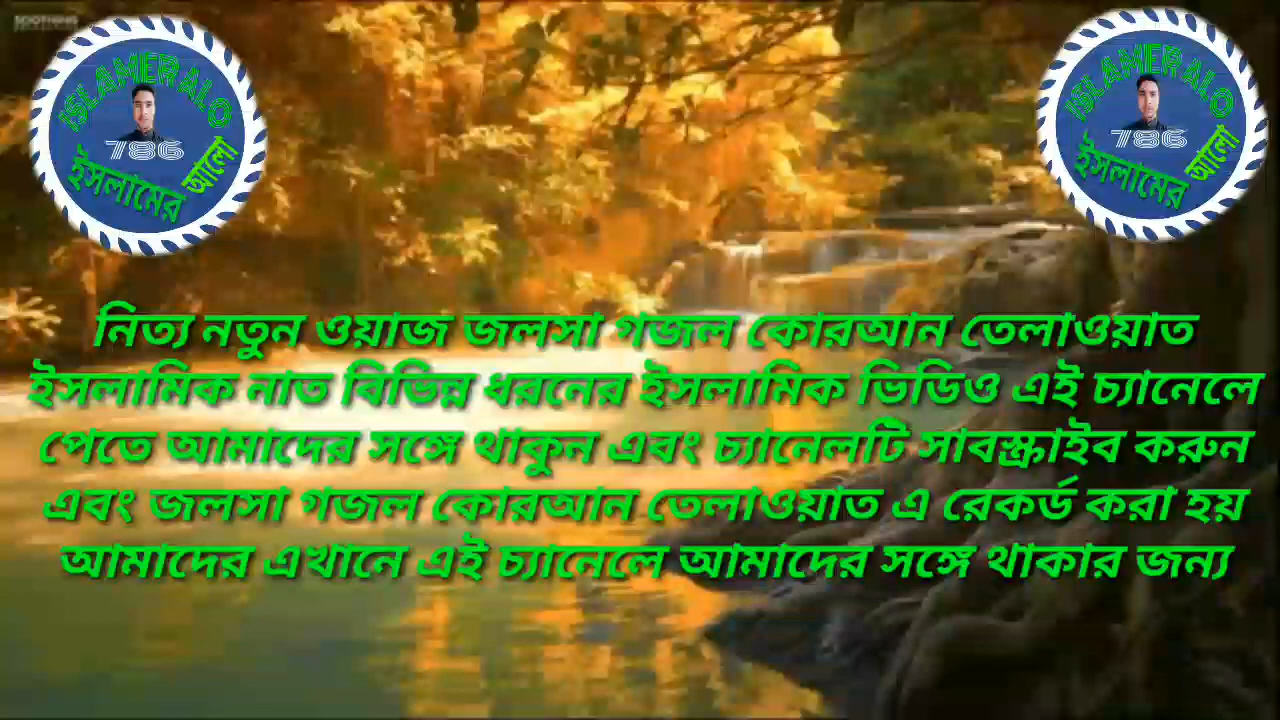 SOOTHING
ISLAMER ALO
786
ইসলামের আলো
ISLAMER ALO
786
ইসলামের আলো
নিত্য নতুন ওয়াজ জলসা গজল কোরআন তেলাওয়াত
ইসলামিক নাত বিভিন্ন ধরনের ইসলামিক ভিডিও এই চ্যানেলে
পেতে আমাদের সঙ্গে থাকুন এবং চ্যানেলটি সাবস্ক্রাইব করুন
এবং জলসা গজল কোরআন তেলাওয়াত এ রেকর্ড করা হয়
আমাদের এখানে এই চ্যানেলে আমাদের সঙ্গে থাকার জন্য